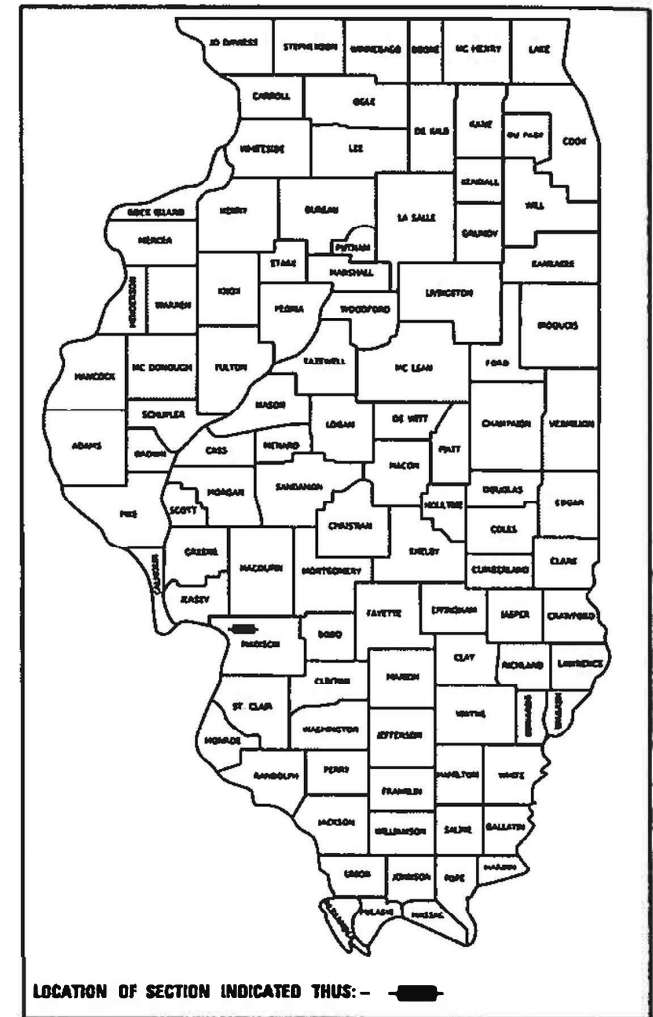 JO DAVIESS STEPHENSON WINNEBAGO BOONE MC HENRY LAKE
CARROLL OGLE DE KALB KANE DU PAGE COOK
WHITESIDE LEE
KENDALL WILL
ROCK ISLAND HENRY BUREAU LA SALLE GRUNDY
MERCER PUTNAM
STARK MARSHALL KANKAKEE
HENDERSON WARREN KNOX PEORIA WOODFORD LIVINGSTON IROQUOIS
HANCOCK MC DONOUGH FULTON TAZEWELL MC LEAN FORD
SCHUYLER MASON LOGAN DE WITT CHAMPAIGN VERMILION
ADAMS BROWN CASS MENARD MACON PIATT
PIKE SCOTT MORGAN SANGAMON MOULTRIE DOUGLAS EDGAR
CHRISTIAN COLES
CALHOUN GREENE MACOUPIN MONTGOMERY SHELBY CUMBERLAND CLARK
JERSEY FAYETTE EFFINGHAM JASPER CRAWFORD
MADISON BOND CLAY RICHLAND LAWRENCE
CLINTON MARION
ST. CLAIR WAYNE EDWARDS WABASH
MONROE WASHINGTON JEFFERSON
RANDOLPH PERRY HAMILTON WHITE
FRANKLIN
JACKSON WILLIAMSON SALINE GALLATIN
UNION JOHNSON POPE HARDIN
ALEXANDER PULASKI MASSAC
LOCATION OF SECTION INDICATED THUS: -